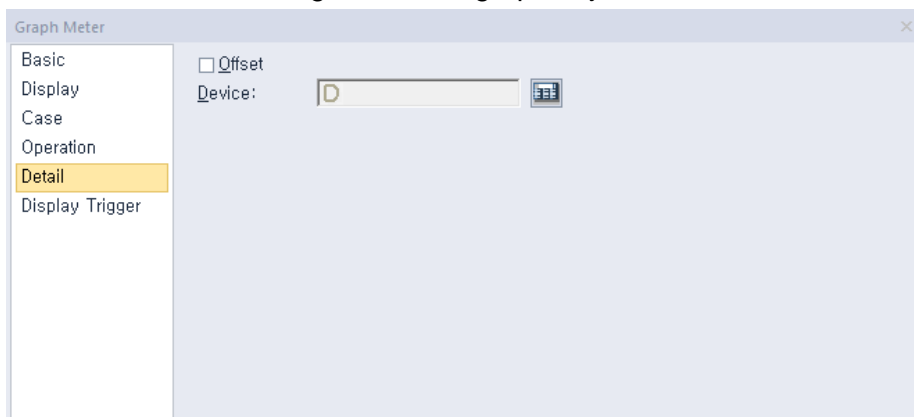 Graph Meter
Basic
Display
Case
Operation
Detail
Display Trigger
Offset
Device:
D